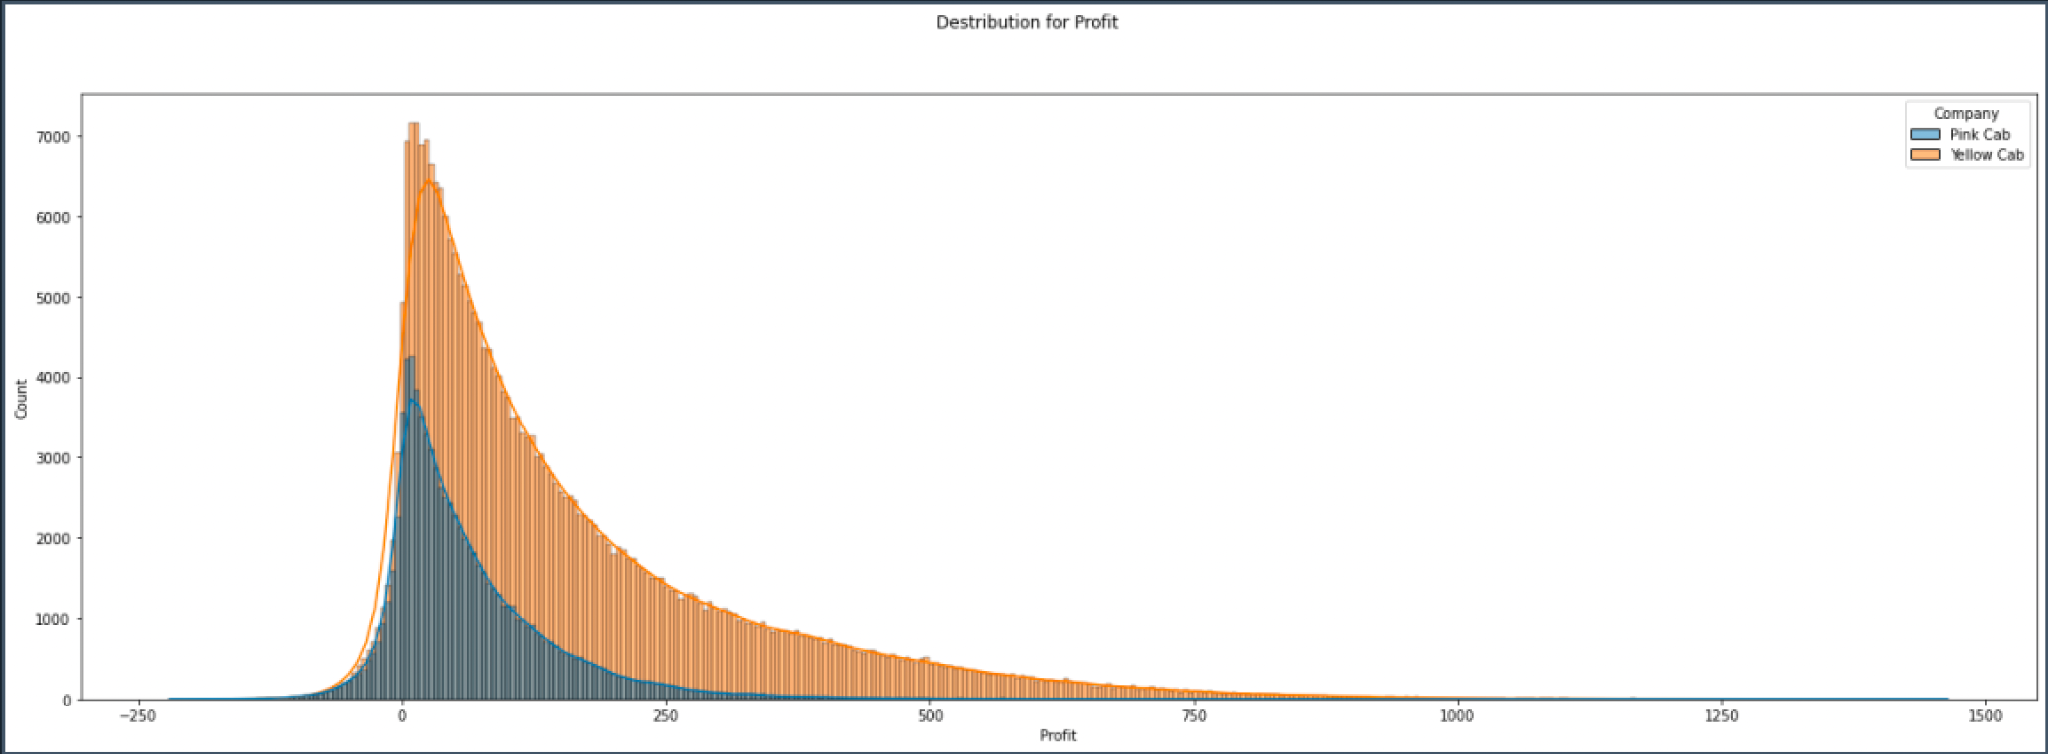 Destribution for Profit
Company
Pink Cab
Yellow Cab
7000
6000
5000
4000
3000
2000
1000
0
Count
−250
0
250
500
750
1000
1250
1500
Profit